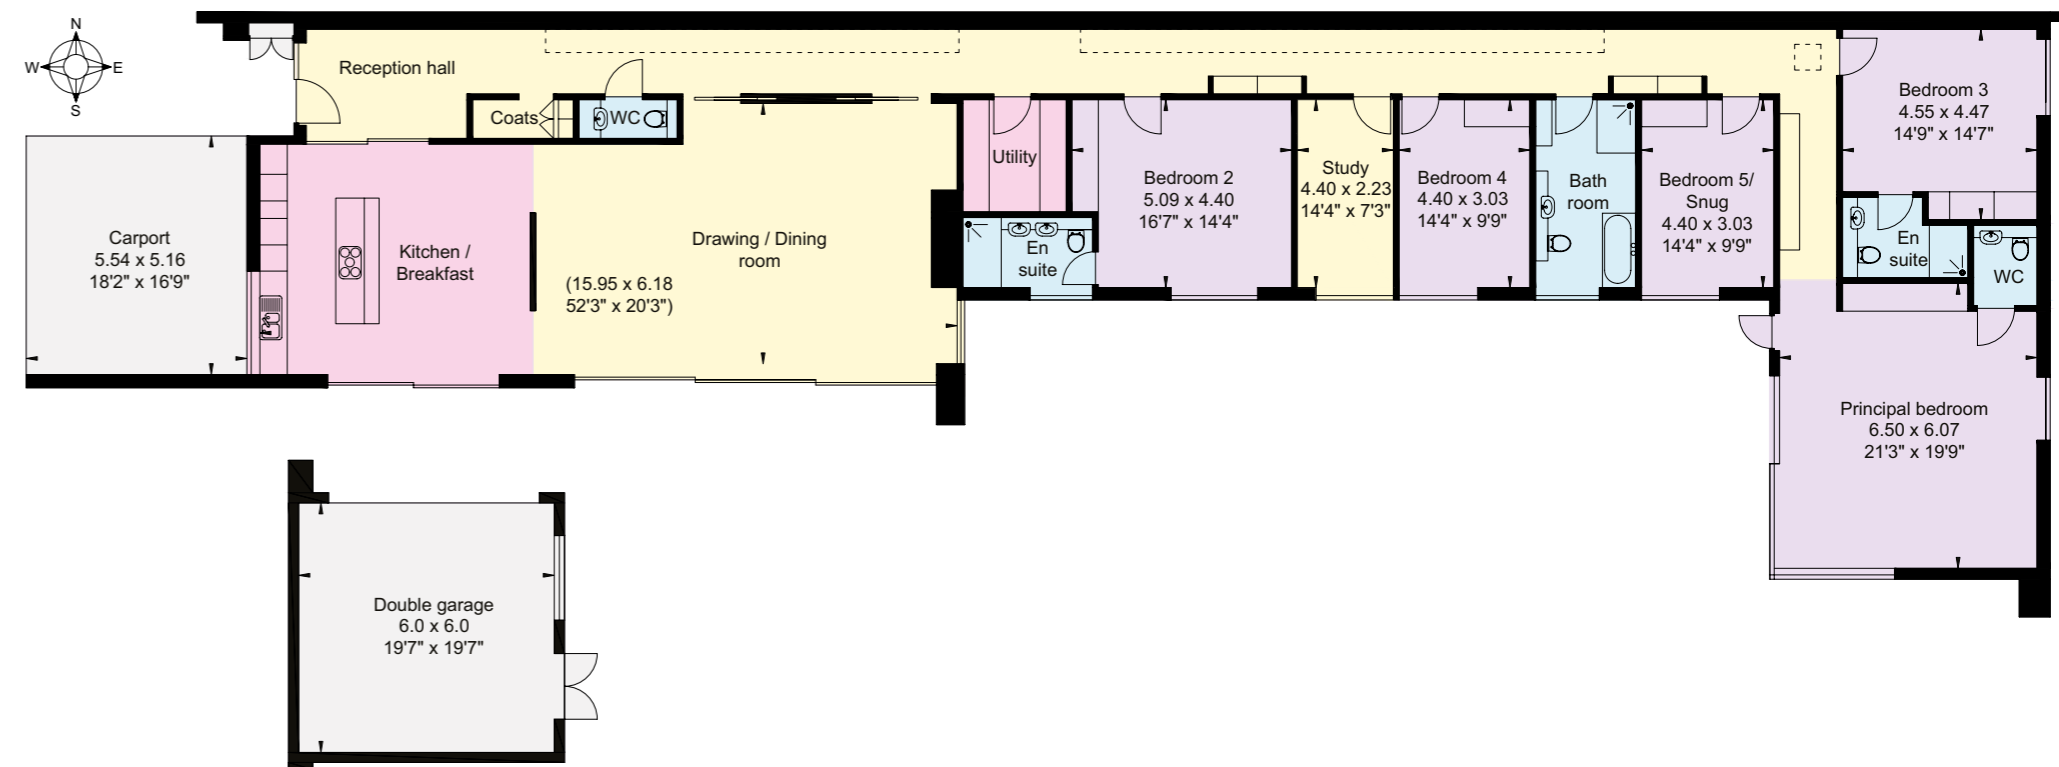 N
W
E
S
Reception hall
Coats
WC
Carport
5.54 x 5.16
18'2" x 16'9"
Kitchen /
Breakfast
Drawing / Dining
room
(15.95 x 6.18
52'3" x 20'3")
Utility
En
suite
Bedroom 2
5.09 x 4.40
16'7" x 14'4"
Study
4.40 x 2.23
14'4" x 7'3"
Bedroom 4
4.40 x 3.03
14'4" x 9'9"
Bath
room
Bedroom 5/
Snug
4.40 x 3.03
14'4" x 9'9"
Bedroom 3
4.55 x 4.47
14'9" x 14'7"
En
suite
WC
Principal bedroom
6.50 x 6.07
21'3" x 19'9"
Double garage
6.0 x 6.0
19'7" x 19'7"